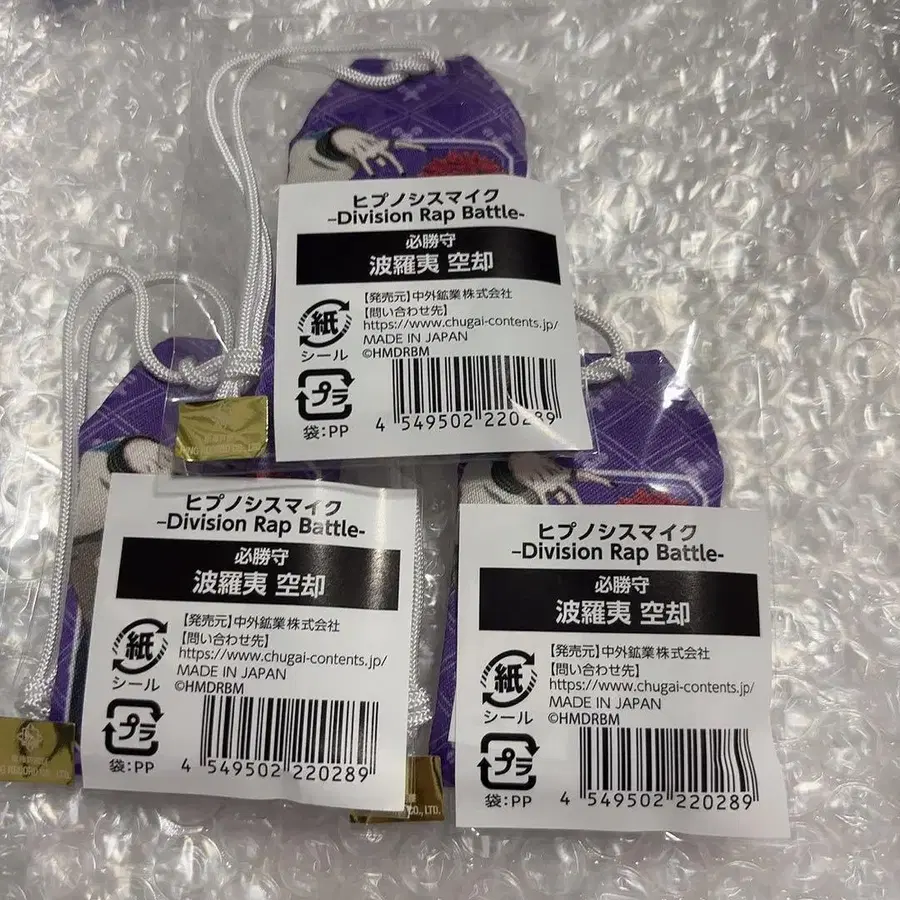 ヒプノシスマイク
-Division Rap Battle-
必勝守
波羅夷 空却
【発売元】中外鉱業株式会社
【問い合わせ先】
https://www.chugai-contents.jp/
MADE IN JAPAN
©HMDRBM
紙
シール
プラ
袋:PP
4 549502 220289
ヒプノシスマイク
-Division Rap Battle-
必勝守
波羅夷 空却
【発売元】中外鉱業株式会社
【問い合わせ先】
https://www.chugai-contents.jp/
MADE IN JAPAN
©HMDRBM
紙
シール
プラ
袋:PP
4 549502 220289
RECORD CO., LTD.
ヒプノシスマイク
-Division Rap Battle-
必勝守
波羅夷 空却
【発売元】中外鉱業株式会社
【問い合わせ先】
https://www.chugai-contents.jp/
MADE IN JAPAN
©HMDRBM
紙
シール
プラ
袋:PP
4 549502 220289
CO., LTD.